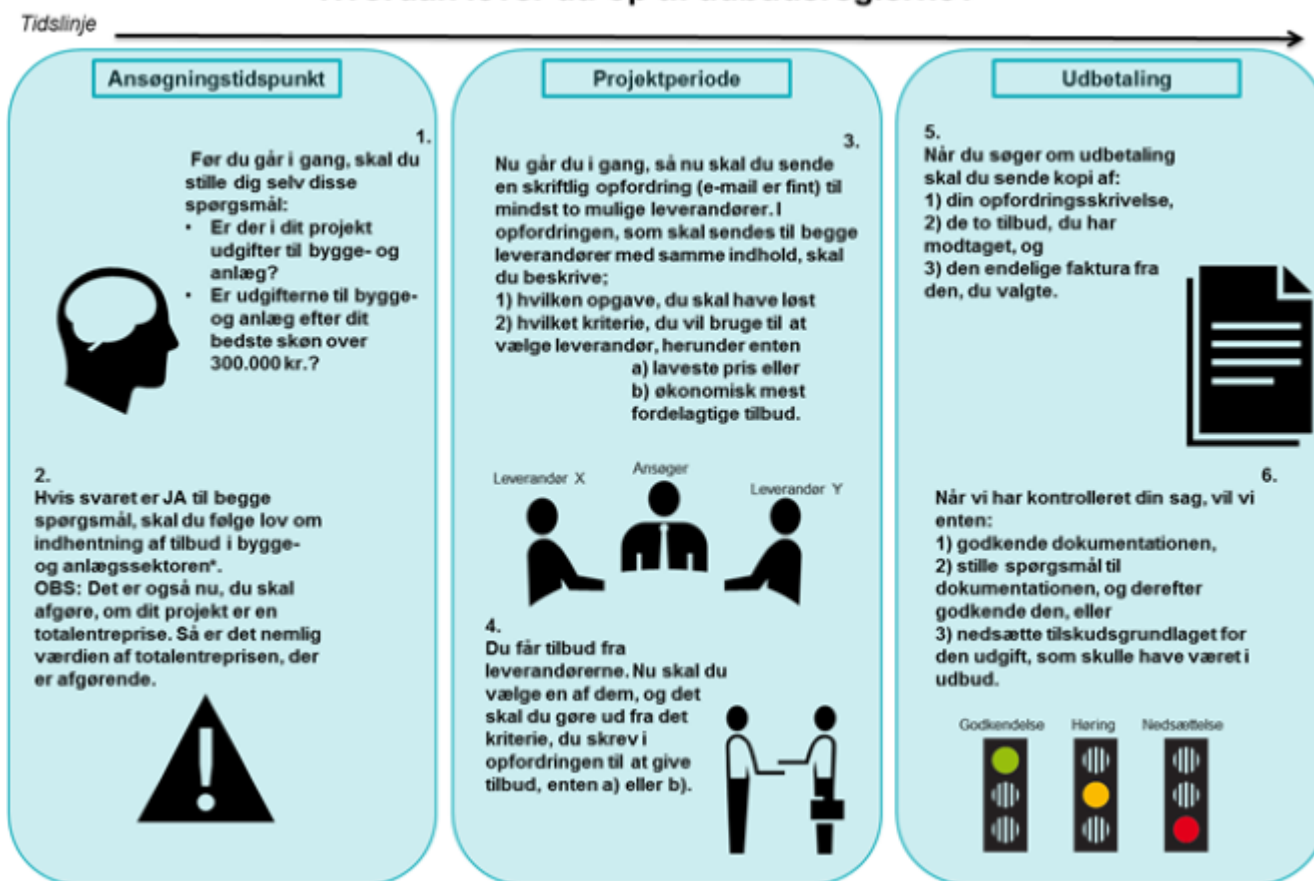 Tidslinje
Ansøgningstidspunkt
1.
Før du går i gang, skal du
stille dig selv disse
spørgsmål:
• Er der i dit projekt
udgifter til bygge- og
anlæg?
• Er udgifterne til bygge-
og anlæg efter dit
bedste skøn over
300.000 kr.?
2.
Hvis svaret er JA til begge
spørgsmål, skal du følge lov om
indhentning af tilbud i bygge-
og anlægssektoren*.
OBS: Det er også nu, du skal
afgøre, om dit projekt er en
totalentreprise. Så er det nemlig
værdien af totalentreprisen, der
er afgørende.
Projektperiode
3.
Nu går du i gang, så nu skal du sende
en skriftlig opfordring (e-mail er fint) til
mindst to mulige leverandører. I
opfordringen, som skal sendes til begge
leverandører med samme indhold, skal
du beskrive;
1) hvilken opgave, du skal have løst
2) hvilket kriterie, du vil bruge til at
vælge leverandør, herunder enten
a) laveste pris eller
b) økonomisk mest
fordelagtige tilbud.
Leverandør X
Ansøger
Leverandør Y
4.
Du får tilbud fra
leverandørerne. Nu skal du
vælge en af dem, og det
skal du gøre ud fra det
kriterie, du skrev i
opfordringen til at give
tilbud, enten a) eller b).
Udbetaling
5.
Når du søger om udbetaling
skal du sende kopi af:
1) din opfordringsskrivelse,
2) de to tilbud, du har
modtaget, og
3) den endelige faktura fra
den, du valgte.
6.
Når vi har kontrolleret din sag, vil vi
enten:
1) godkende dokumentationen,
2) stille spørgsmål til
dokumentationen, og derefter
godkende den, eller
3) nedsætte tilskudsgrundlaget for
den udgift, som skulle have været i
udbud.
Godkendelse
Høring
Nedsættelse